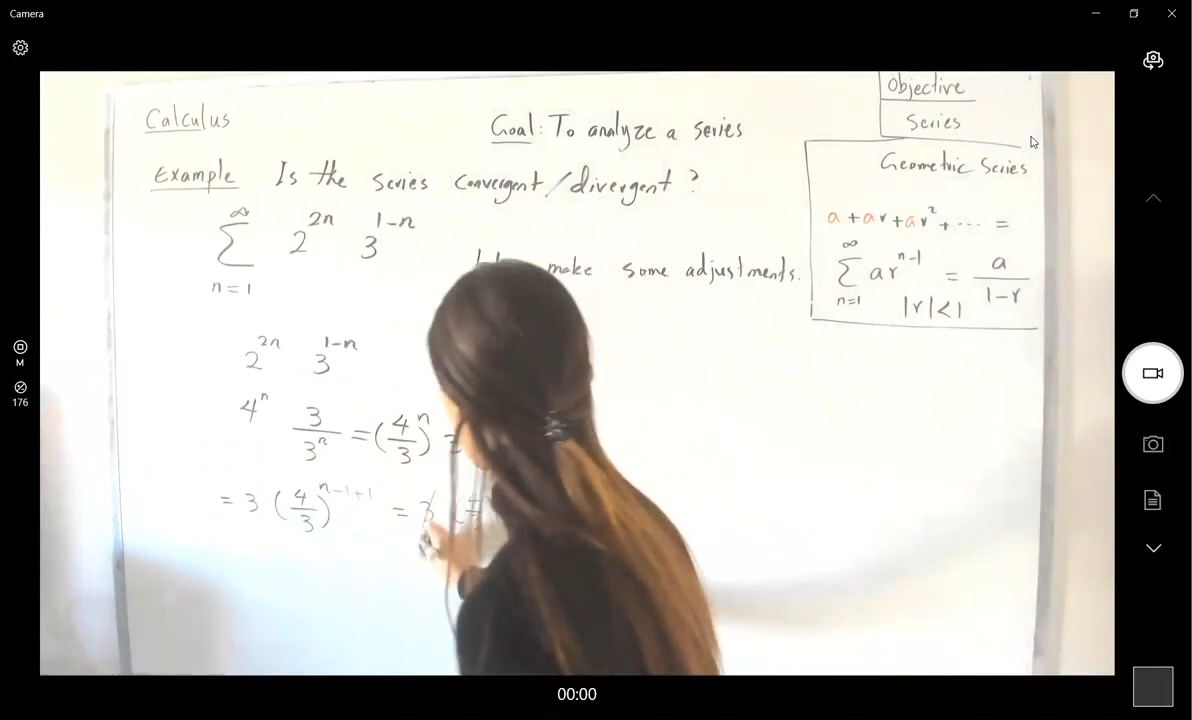 Camera
Calculus
Goal: To analyze a series
Objective
Series
Example Is the series convergent/divergent?
∞ Σ n=1 2^2n 3^1-n
make some adjustments.
Geometric Series
a + ar + ar^2 + ... =
∞ Σ n=1 ar^n-1 = a/1-r
|r|<1
2^2n 3^1-n
4^n 3/3^n = (4/3)^n
= 3 (4/3)^n-1+1 = 3
M
176
00:00